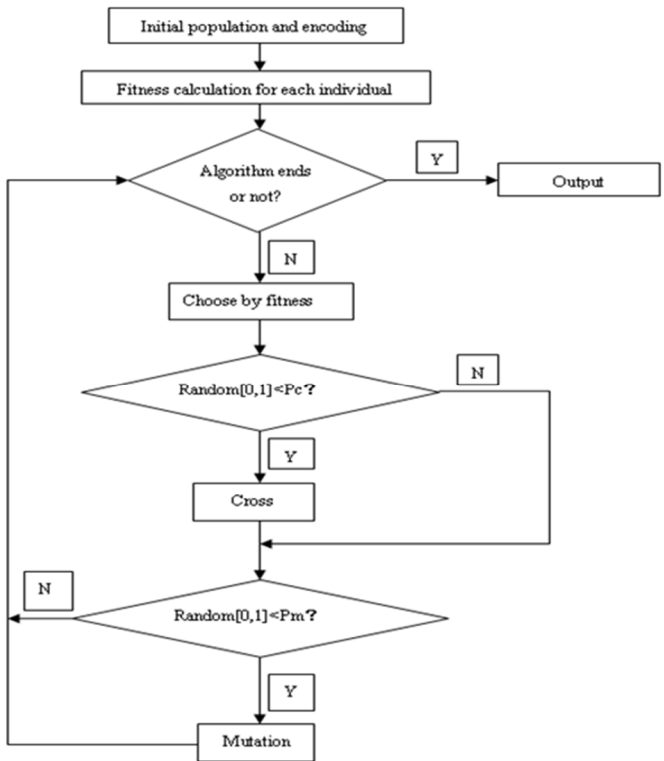 Initial population and encoding
Fitness calculation for each individual
Algorithm ends
or not?
Y
Output
N
Choose by fitness
Random[0,1]<Pc?
N
Y
Cross
N
Random[0,1]<Pm?
Y
Mutation